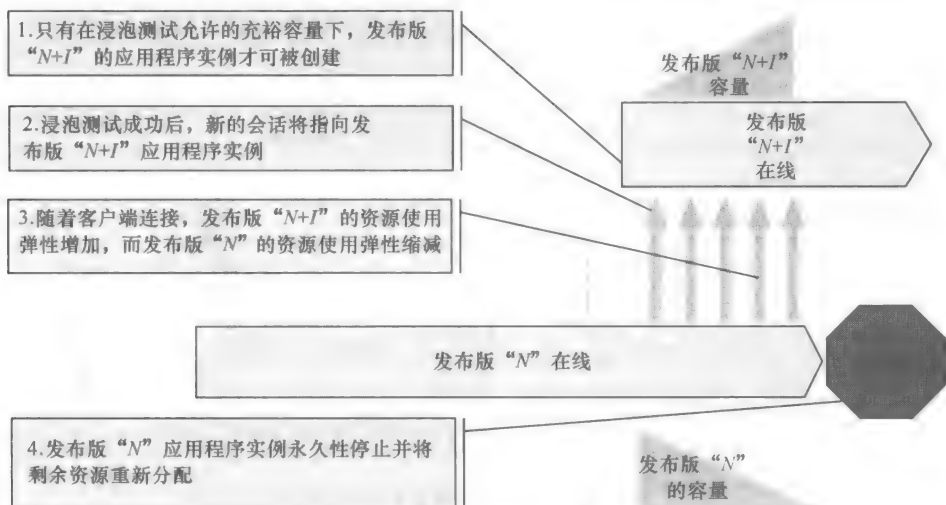 1.只有在浸泡测试允许的充裕容量下，发布版
“N+I”的应用程序实例才可被创建
发布版“N+I”
容量
2.浸泡测试成功后，新的会话将指向发
布版“N+I”应用程序实例
发布版
“N+I”
在线
3.随着客户端连接，发布版“N+I”的资源使用
弹性增加，而发布版“N”的资源使用弹性缩减
发布版“N”在线
4.发布版“N”应用程序实例永久性停止并将
剩余资源重新分配
发布版“N”
的容量